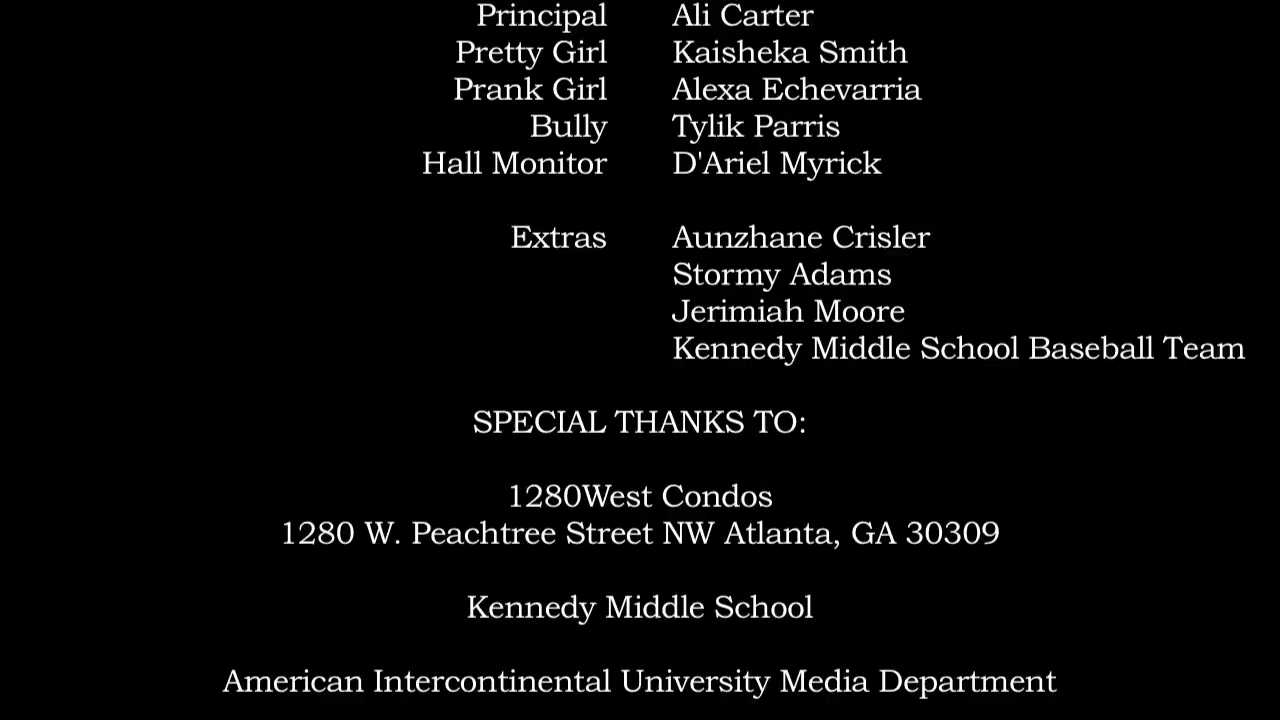 Principal Ali Carter
Pretty Girl Kaisheka Smith
Prank Girl Alexa Echevarria
Bully Tylik Parris
Hall Monitor D'Ariel Myrick
Extras Aunzhane Crisler
Stormy Adams
Jerimiah Moore
Kennedy Middle School Baseball Team
SPECIAL THANKS TO:
1280West Condos
1280 W. Peachtree Street NW Atlanta, GA 30309
Kennedy Middle School
American Intercontinental University Media Department